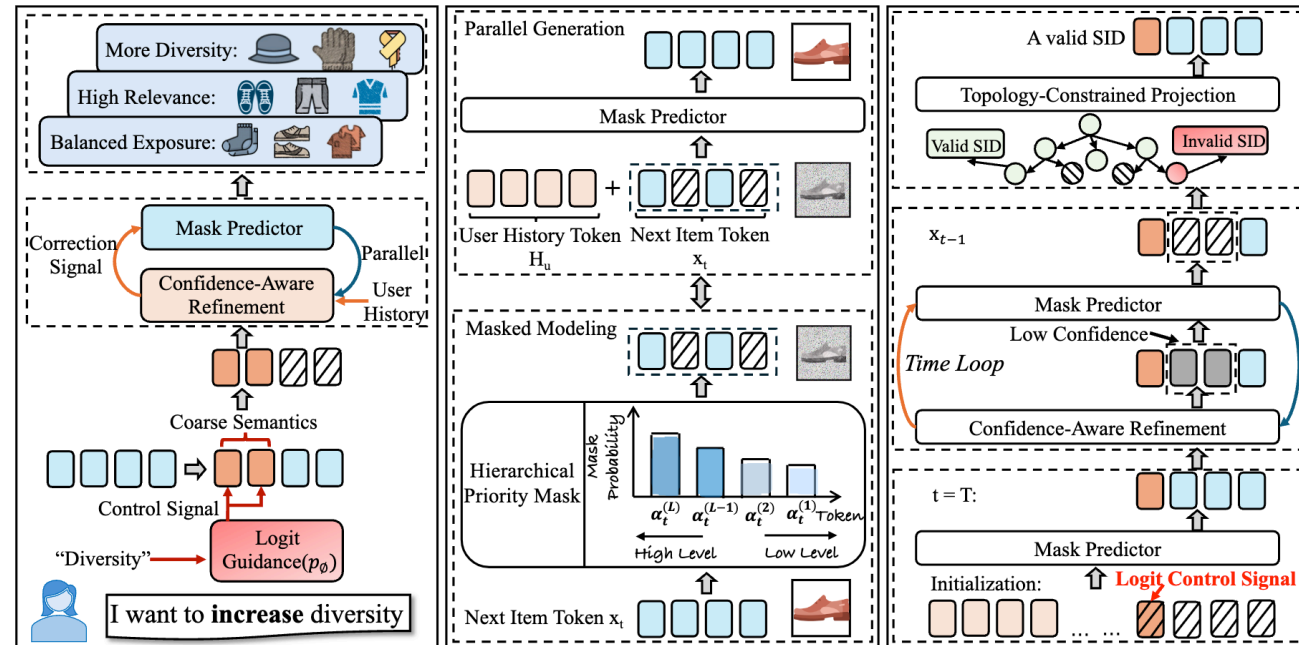 More Diversity:
High Relevance:
Balanced Exposure:
Mask Predictor
Correction
Signal
Parallel
Confidence-Aware
Refinement
User
History
Coarse Semantics
Control Signal
"Diversity"
Logit
Guidance(p_ø)
I want to increase diversity
Parallel Generation
Mask Predictor
+
User History Token
H_u
Next Item Token
x_t
Masked Modeling
Hierarchical
Priority Mask
Mask
Probability
α_t^(L) α_t^(L-1) α_t^(2) α_t^(1) Token
High Level
Low Level
Next Item Token x_t
A valid SID
Topology-Constrained Projection
Valid SID
Invalid SID
x_{t-1}
Mask Predictor
Low Confidence
Time Loop
Confidence-Aware Refinement
t = T:
Mask Predictor
Initialization:
Logit Control Signal
... ...